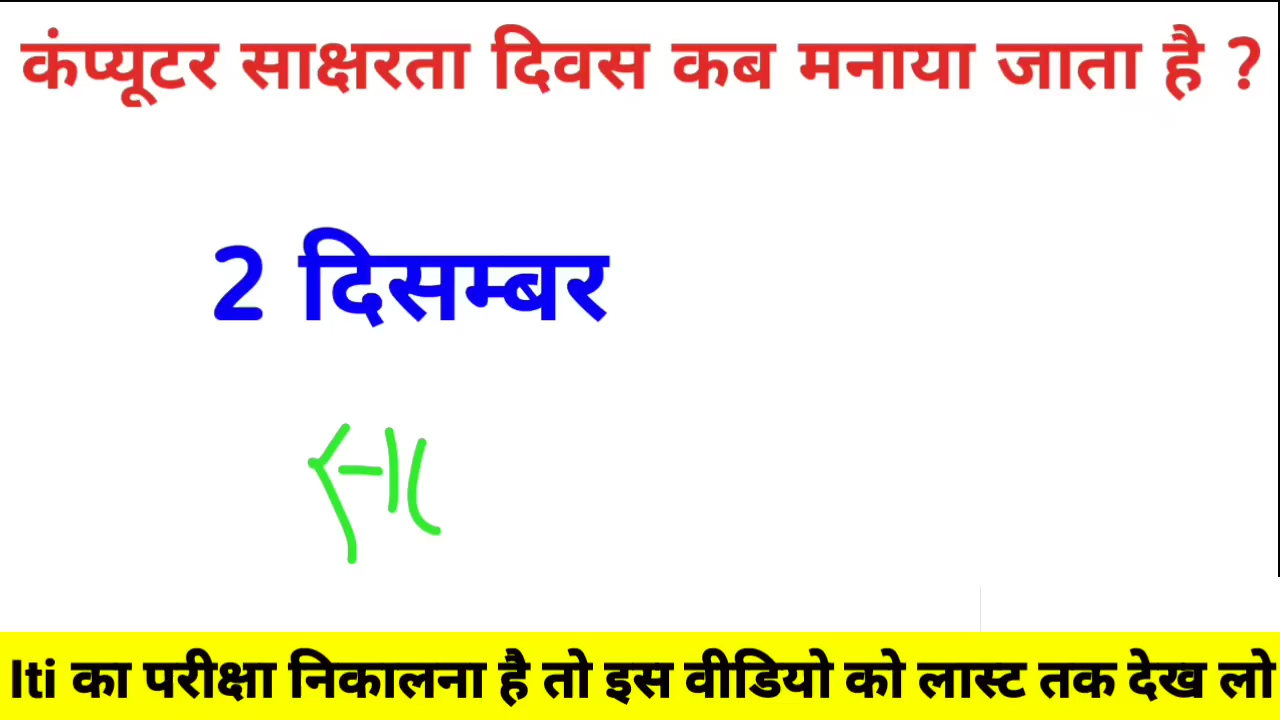 कंप्यूटर साक्षरता दिवस कब मनाया जाता है ?
2 दिसम्बर
Iti का परीक्षा निकालना है तो इस वीडियो को लास्ट तक देख लो